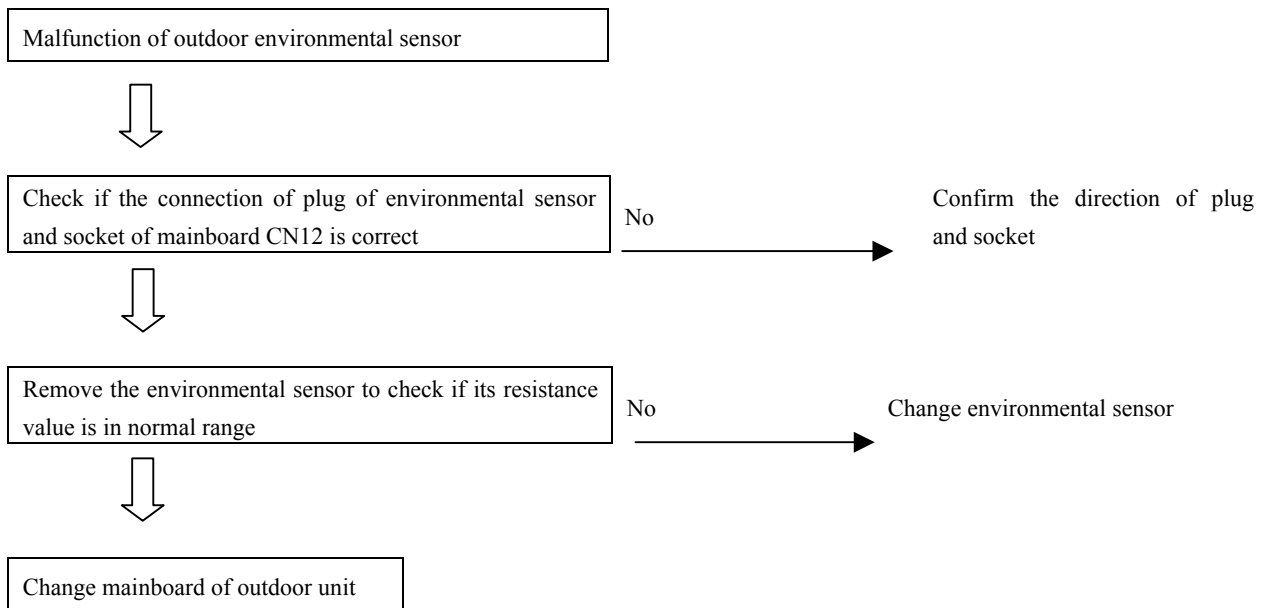 Malfunction of outdoor environmental sensor
Check if the connection of plug of environmental sensor
and socket of mainboard CN12 is correct
No
Confirm the direction of plug
and socket
Remove the environmental sensor to check if its resistance
value is in normal range
No
Change environmental sensor
Change mainboard of outdoor unit